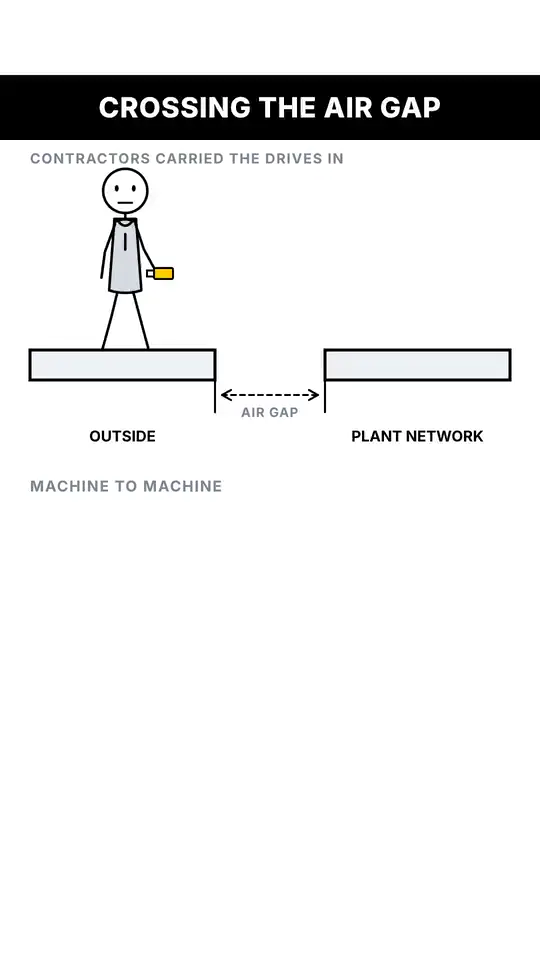 CROSSING THE AIR GAP
CONTRACTORS CARRIED THE DRIVES IN
AIR GAP
OUTSIDE
PLANT NETWORK
MACHINE TO MACHINE